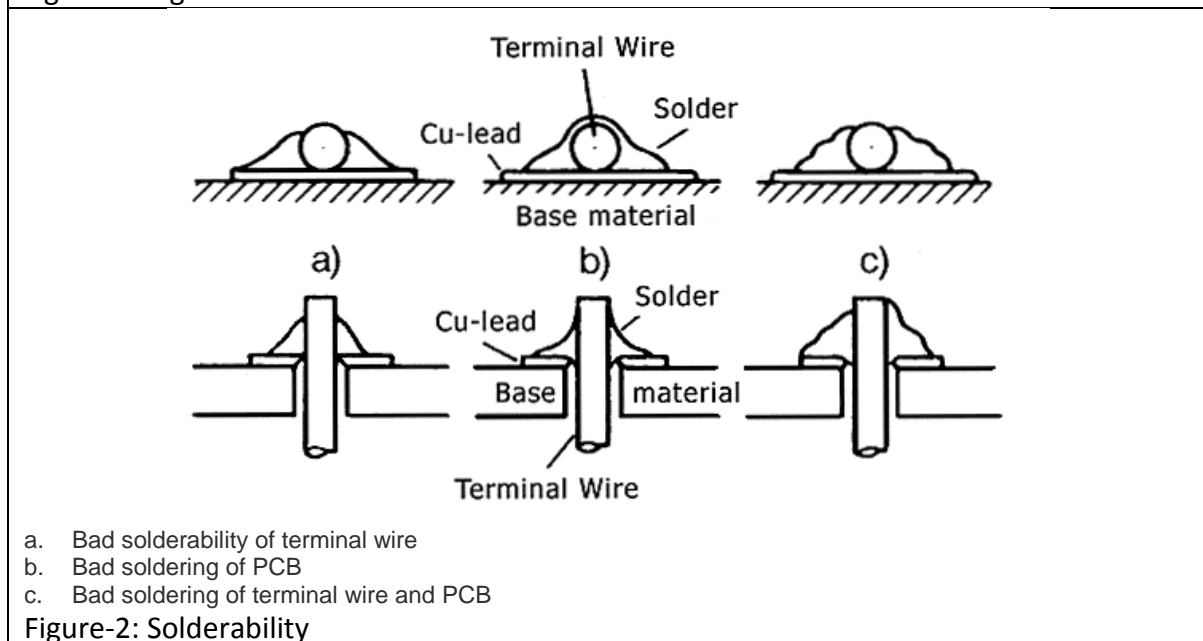 Terminal Wire
Solder
Cu-lead
Base material
a)
b)
c)
Solder
Cu-lead
Base material
Terminal Wire
a. Bad solderability of terminal wire
b. Bad soldering of PCB
c. Bad soldering of terminal wire and PCB
Figure-2: Solderability